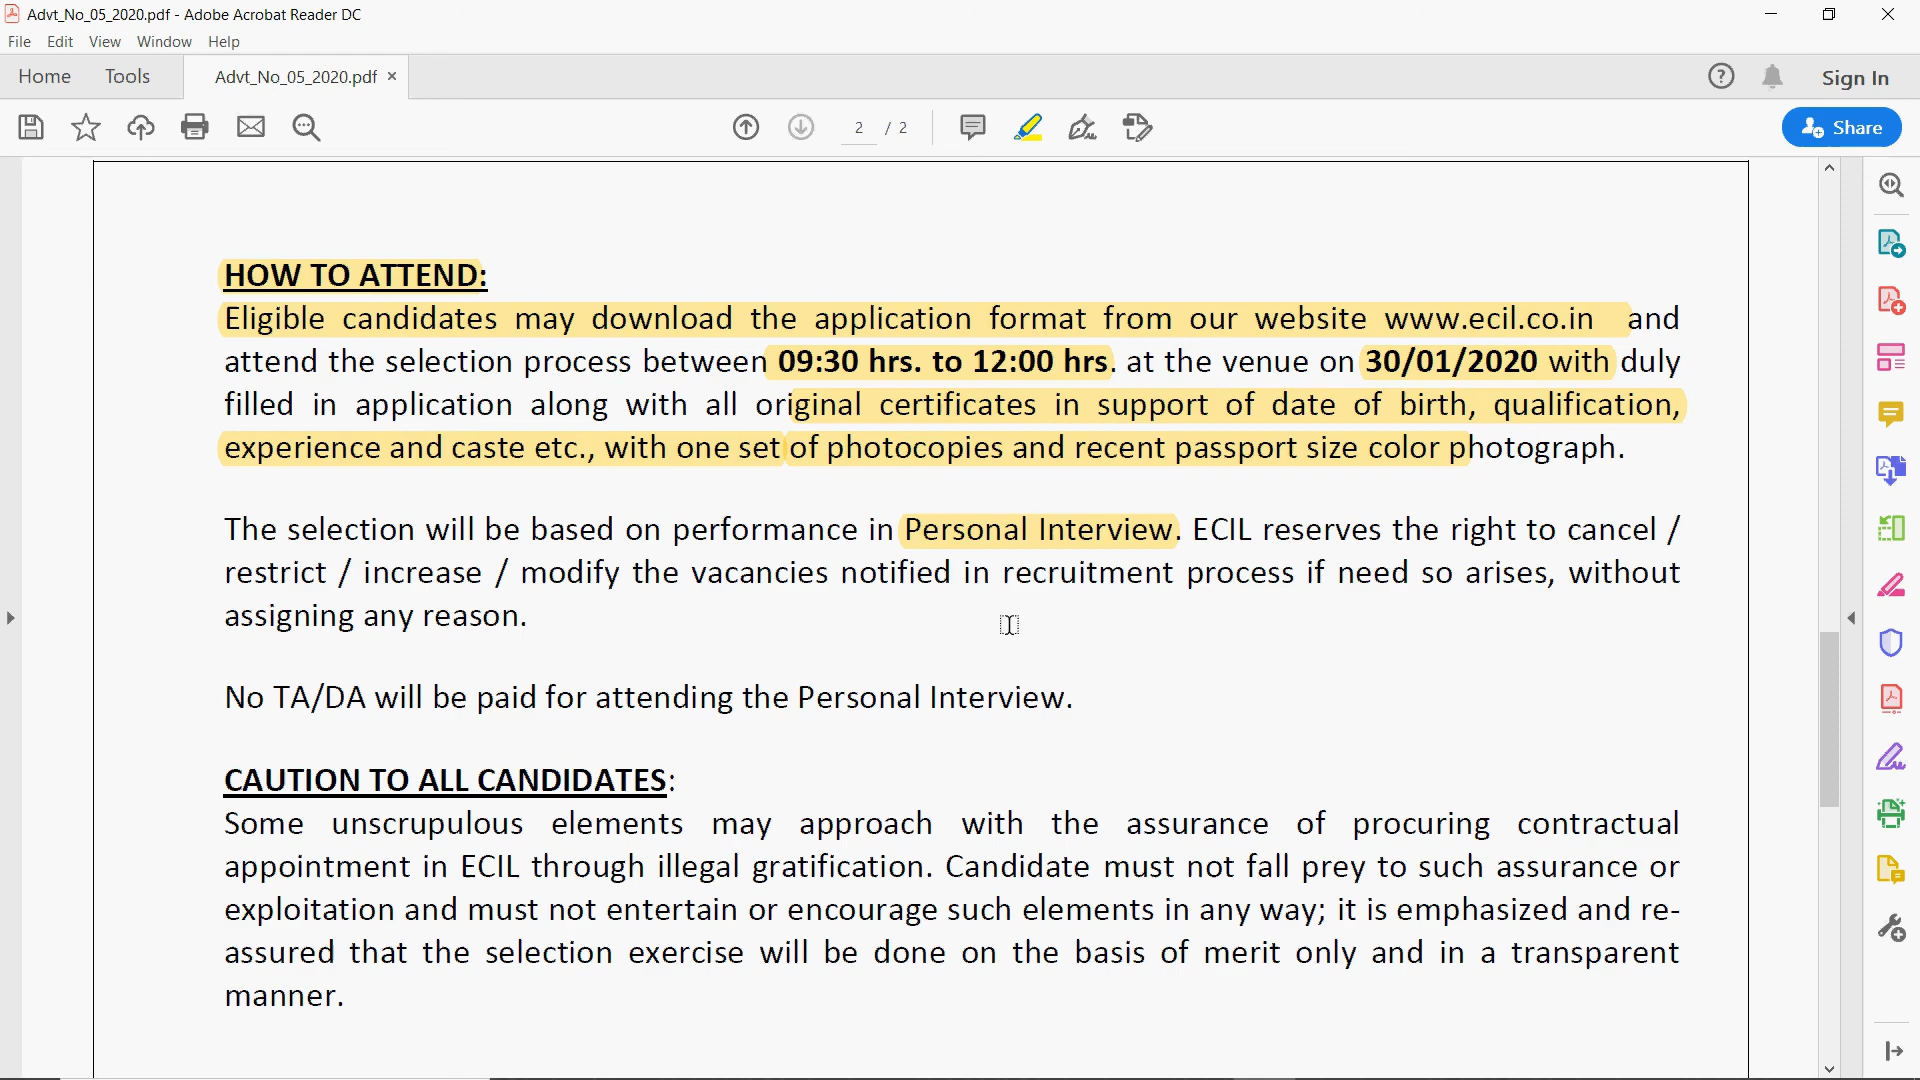 Advt_No_05_2020.pdf - Adobe Acrobat Reader DC
File Edit View Window Help
Home Tools Advt_No_05_2020.pdf × Sign In
2 / 2 Share
HOW TO ATTEND:
Eligible candidates may download the application format from our website www.ecil.co.in and
attend the selection process between 09:30 hrs. to 12:00 hrs. at the venue on 30/01/2020 with duly
filled in application along with all original certificates in support of date of birth, qualification,
experience and caste etc., with one set of photocopies and recent passport size color photograph.
The selection will be based on performance in Personal Interview. ECIL reserves the right to cancel /
restrict / increase / modify the vacancies notified in recruitment process if need so arises, without
assigning any reason.
No TA/DA will be paid for attending the Personal Interview.
CAUTION TO ALL CANDIDATES:
Some unscrupulous elements may approach with the assurance of procuring contractual
appointment in ECIL through illegal gratification. Candidate must not fall prey to such assurance or
exploitation and must not entertain or encourage such elements in any way; it is emphasized and re-
assured that the selection exercise will be done on the basis of merit only and in a transparent
manner.